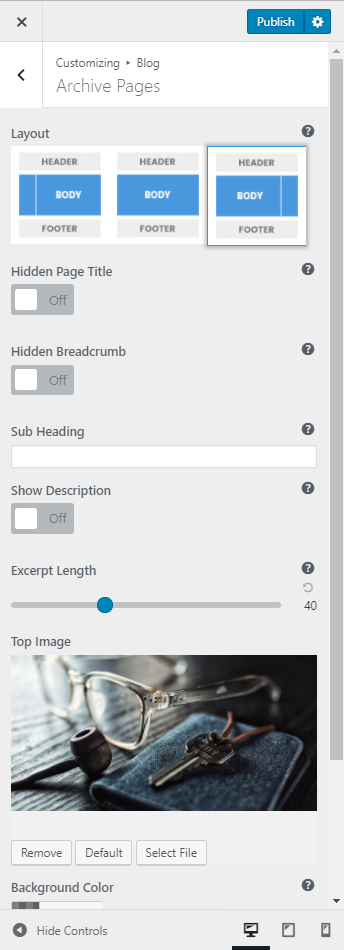 Publish
Customizing ▸ Blog
Archive Pages
Layout
HEADER HEADER HEADER
BODY BODY BODY
FOOTER FOOTER FOOTER
Hidden Page Title
Off
Hidden Breadcrumb
Off
Sub Heading
Show Description
Off
Excerpt Length
40
Top Image
Remove Default Select File
Background Color
Hide Controls